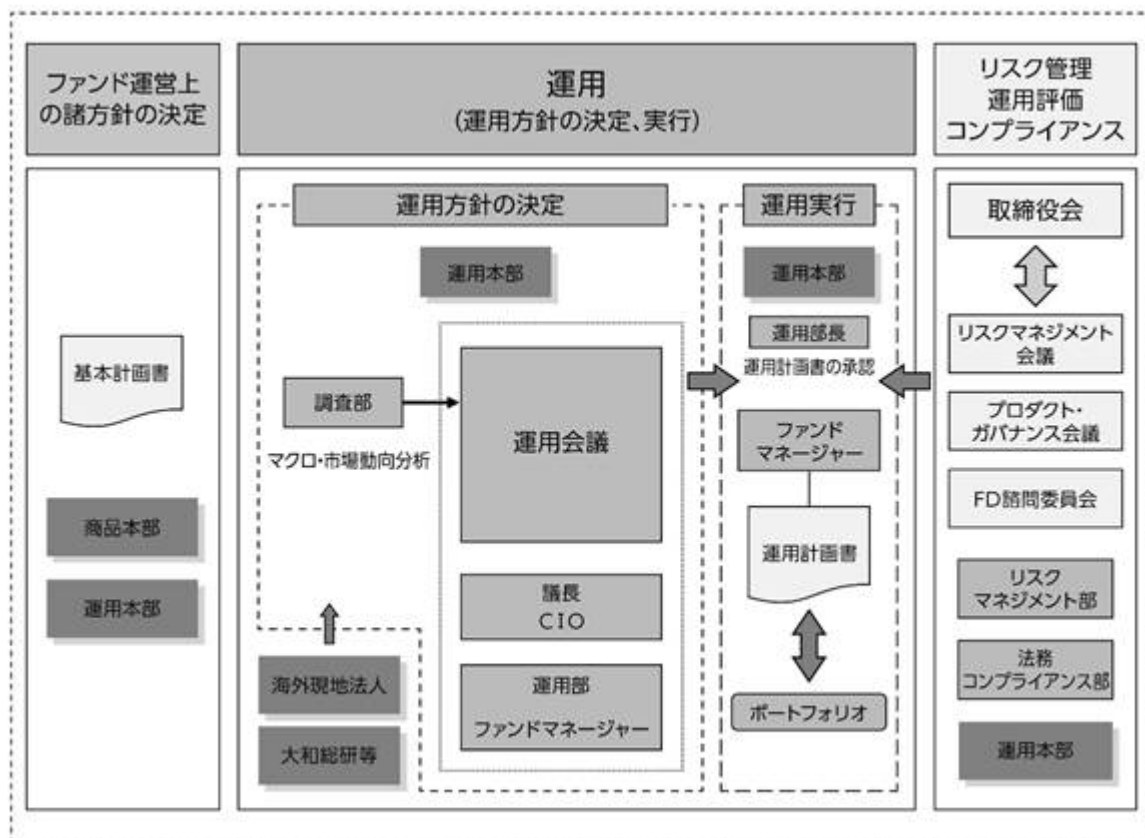 ファンド運営上
の諸方針の決定
基本計画書
商品本部
運用本部
運用
(運用方針の決定、実行)
運用方針の決定
運用本部
調査部
マクロ・市場動向分析
運用会議
議長
CIO
運用部
ファンドマネージャー
海外現地法人
大和総研等
運用実行
運用本部
運用部長
運用計画書の承認
ファンド
マネージャー
運用計画書
ポートフォリオ
リスク管理
運用評価
コンプライアンス
取締役会
リスクマネジメント
会議
プロダクト・
ガバナンス会議
FD諮問委員会
リスク
マネジメント部
法務
コンプライアンス部
運用本部